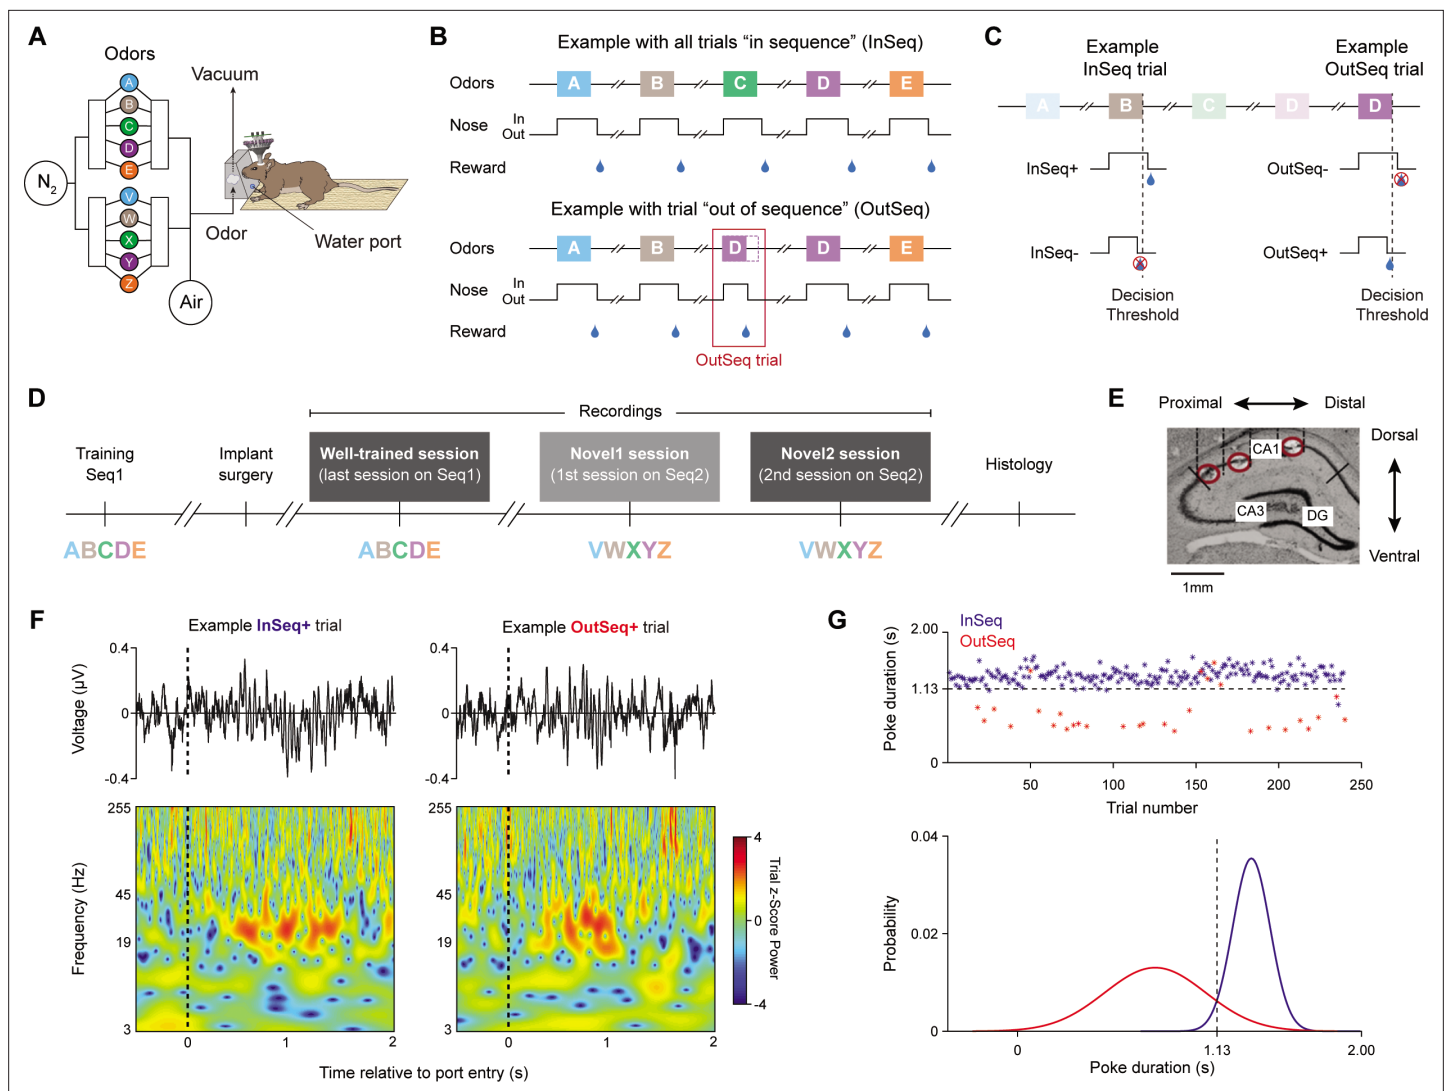 A
Odors
Vacuum
A
B
C
D
E
N2
V
W
X
Y
Z
Odor
Water port
Air
B
Example with all trials “in sequence” (InSeq)
Odors A B C D E
Nose In
Out
Reward
Example with trial “out of sequence” (OutSeq)
Odors A B D D E
Nose In
Out
Reward
OutSeq trial
C
Example
InSeq trial
Example
OutSeq trial
A B C D D
InSeq+
OutSeq-
InSeq-
OutSeq+
Decision
Threshold
Decision
Threshold
D
Recordings
Training
Seq1
Implant
surgery
Well-trained session
(last session on Seq1)
Novel1 session
(1st session on Seq2)
Novel2 session
(2nd session on Seq2)
Histology
ABCDE
ABCDE
VWXYZ
VWXYZ
E
Proximal
Distal
Dorsal
CA1
CA3
DG
Ventral
1mm
F
Example InSeq+ trial
Example OutSeq+ trial
0.4
0
-0.4
Voltage (μV)
0.4
0
-0.4
255
45
19
3
Frequency (Hz)
0 1 2
255
45
19
3
0 1 2
4
0
-4
Trial z-Score Power
Time relative to port entry (s)
G
InSeq
OutSeq
2.00
1.13
0
Poke duration (s)
50 100 150 200 250
Trial number
0.04
0.02
0
Probability
0 1.13 2.00
Poke duration (s)